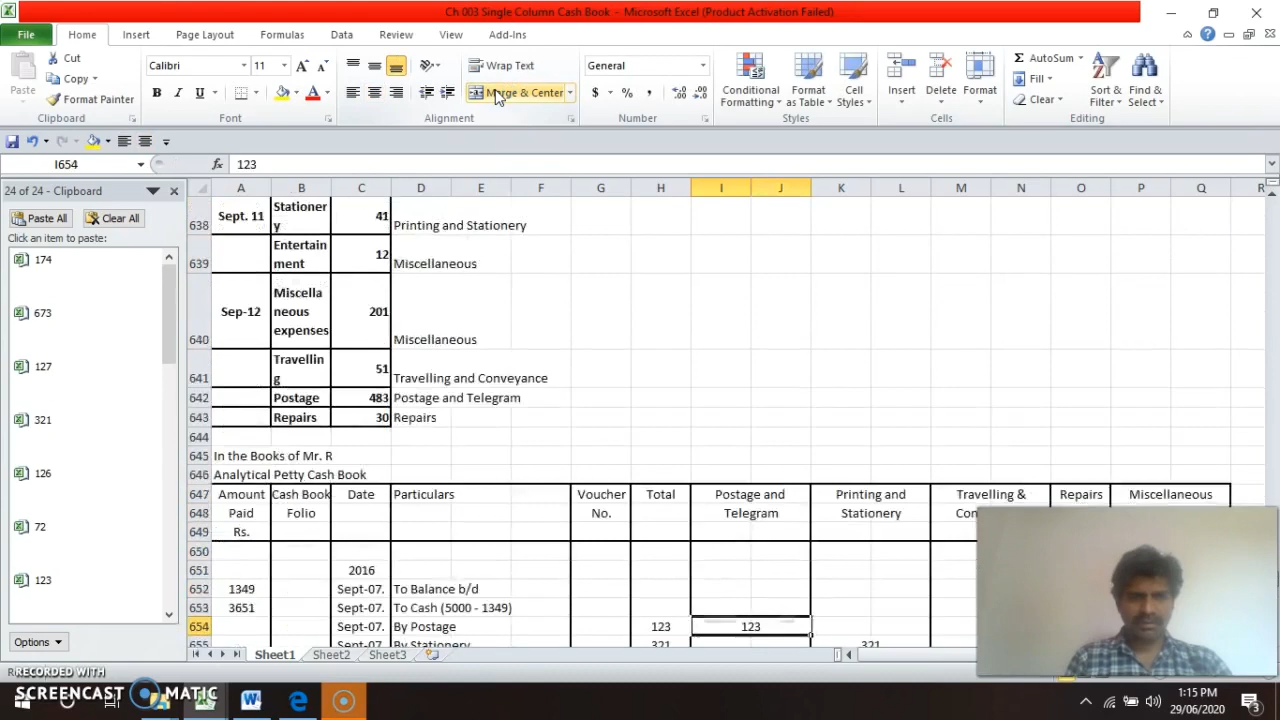 Ch 003 Single Column Cash Book - Microsoft Excel (Product Activation Failed)
File Home Insert Page Layout Formulas Data Review View Add-Ins
Cut
Copy
Format Painter
Paste
Clipboard
Calibri 11
B I U
Font
Wrap Text
Merge & Center
Alignment
General
$ % ,
Number
Conditional Formatting
Format as Table
Cell Styles
Styles
Insert Delete Format
Cells
AutoSum
Fill
Clear
Sort & Filter
Find & Select
Editing
I654 fx 123
24 of 24 - Clipboard
Paste All Clear All
Click an item to paste:
174
673
127
321
126
72
123
Options
A B C D E F G H I J K L M N O P Q R
638 Sept. 11 Stationery 41 Printing and Stationery
639 Entertainment 12 Miscellaneous
640 Sep-12 Miscellaneous expenses 201 Miscellaneous
641 Travelling 51 Travelling and Conveyance
642 Postage 483 Postage and Telegram
643 Repairs 30 Repairs
644
645 In the Books of Mr. R
646 Analytical Petty Cash Book
647 Amount Cash Book Date Particulars Voucher Total Postage and Printing and Travelling & Repairs Miscellaneous
648 Paid Folio No. Telegram Stationery
649 Rs.
650
651 2016
652 1349 Sept-07. To Balance b/d
653 3651 Sept-07. To Cash (5000 - 1349)
654 Sept-07. By Postage 123 123
655 Sept-07. By Stationery 321 321
Sheet1 Sheet2 Sheet3
RECORDED WITH
SCREENCAST MATIC
1:15 PM
29/06/2020
3